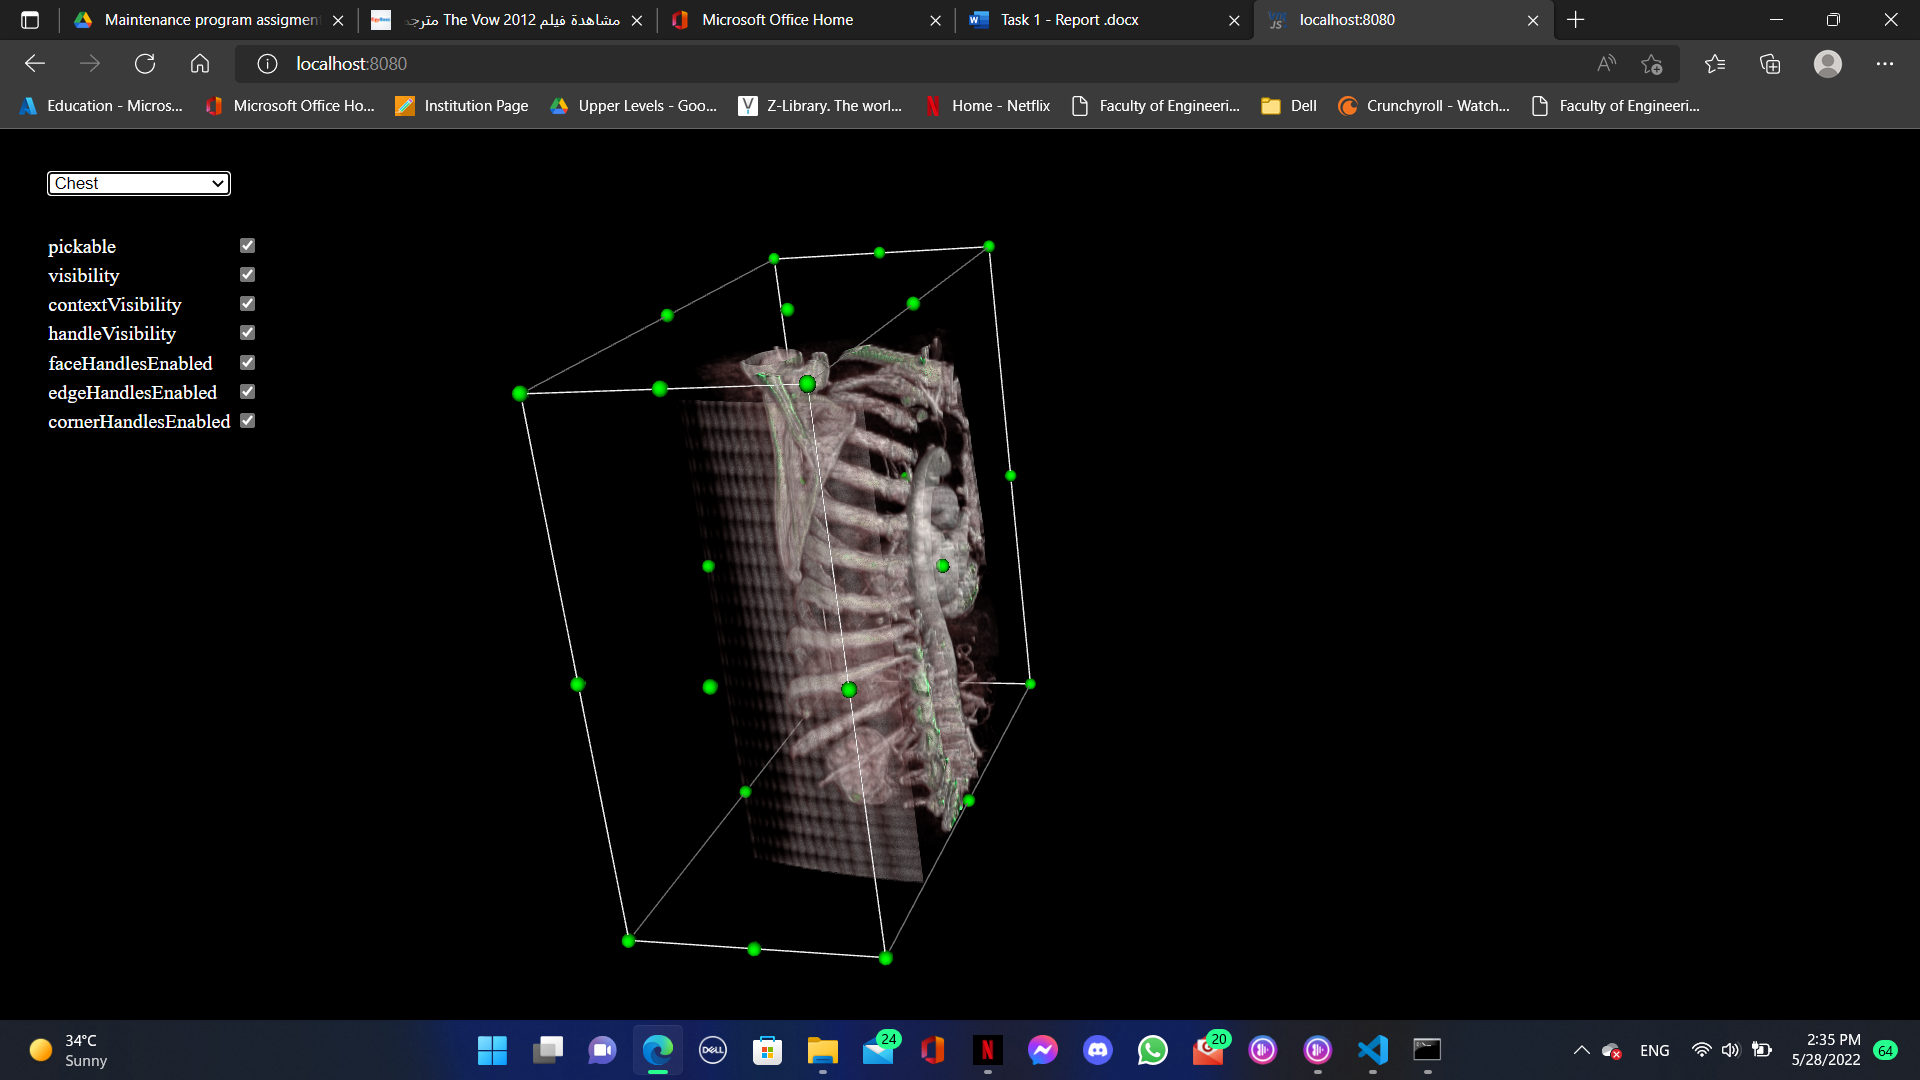 Maintenance program assigment
مشاهدة فيلم The Vow 2012 مترجم
Microsoft Office Home
Task 1 - Report .docx
localhost:8080
localhost:8080
Education - Micros...
Microsoft Office Ho...
Institution Page
Upper Levels - Goo...
Z-Library. The worl...
Home - Netflix
Faculty of Engineeri...
Dell
Crunchyroll - Watch...
Faculty of Engineeri...
Chest
pickable
visibility
contextVisibility
handleVisibility
faceHandlesEnabled
edgeHandlesEnabled
cornerHandlesEnabled
34°C
Sunny
DELL
24
20
ENG
2:35 PM
5/28/2022
64